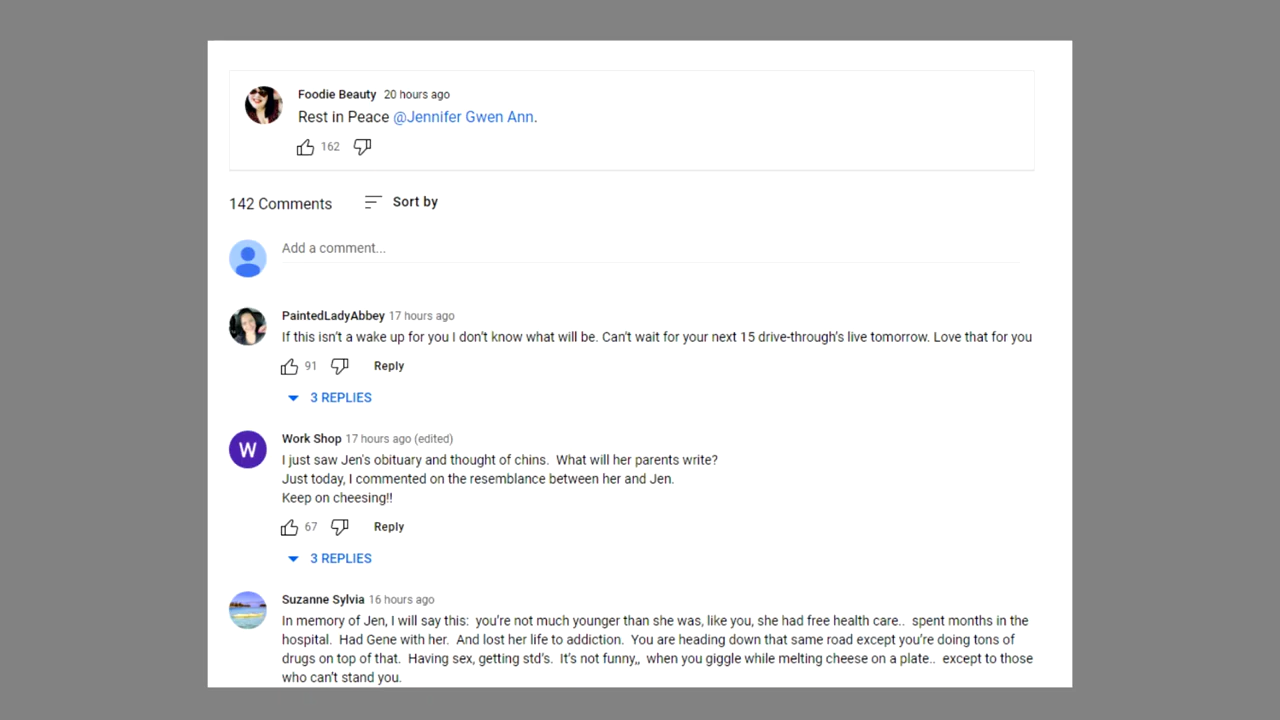 Foodie Beauty 20 hours ago
Rest in Peace @Jennifer Gwen Ann.
162
142 Comments Sort by
Add a comment...
PaintedLadyAbbey 17 hours ago
If this isn't a wake up for you I don't know what will be. Can't wait for your next 15 drive-through's live tomorrow. Love that for you
91 Reply
3 REPLIES
W
Work Shop 17 hours ago (edited)
I just saw Jen's obituary and thought of chins.  What will her parents write?
Just today, I commented on the resemblance between her and Jen.
Keep on cheesing!!
67 Reply
3 REPLIES
Suzanne Sylvia 16 hours ago
In memory of Jen, I will say this:  you're not much younger than she was, like you, she had free health care..  spent months in the
hospital.  Had Gene with her.  And lost her life to addiction.  You are heading down that same road except you're doing tons of
drugs on top of that.  Having sex, getting std's.  It's not funny,,  when you giggle while melting cheese on a plate..  except to those
who can't stand you.